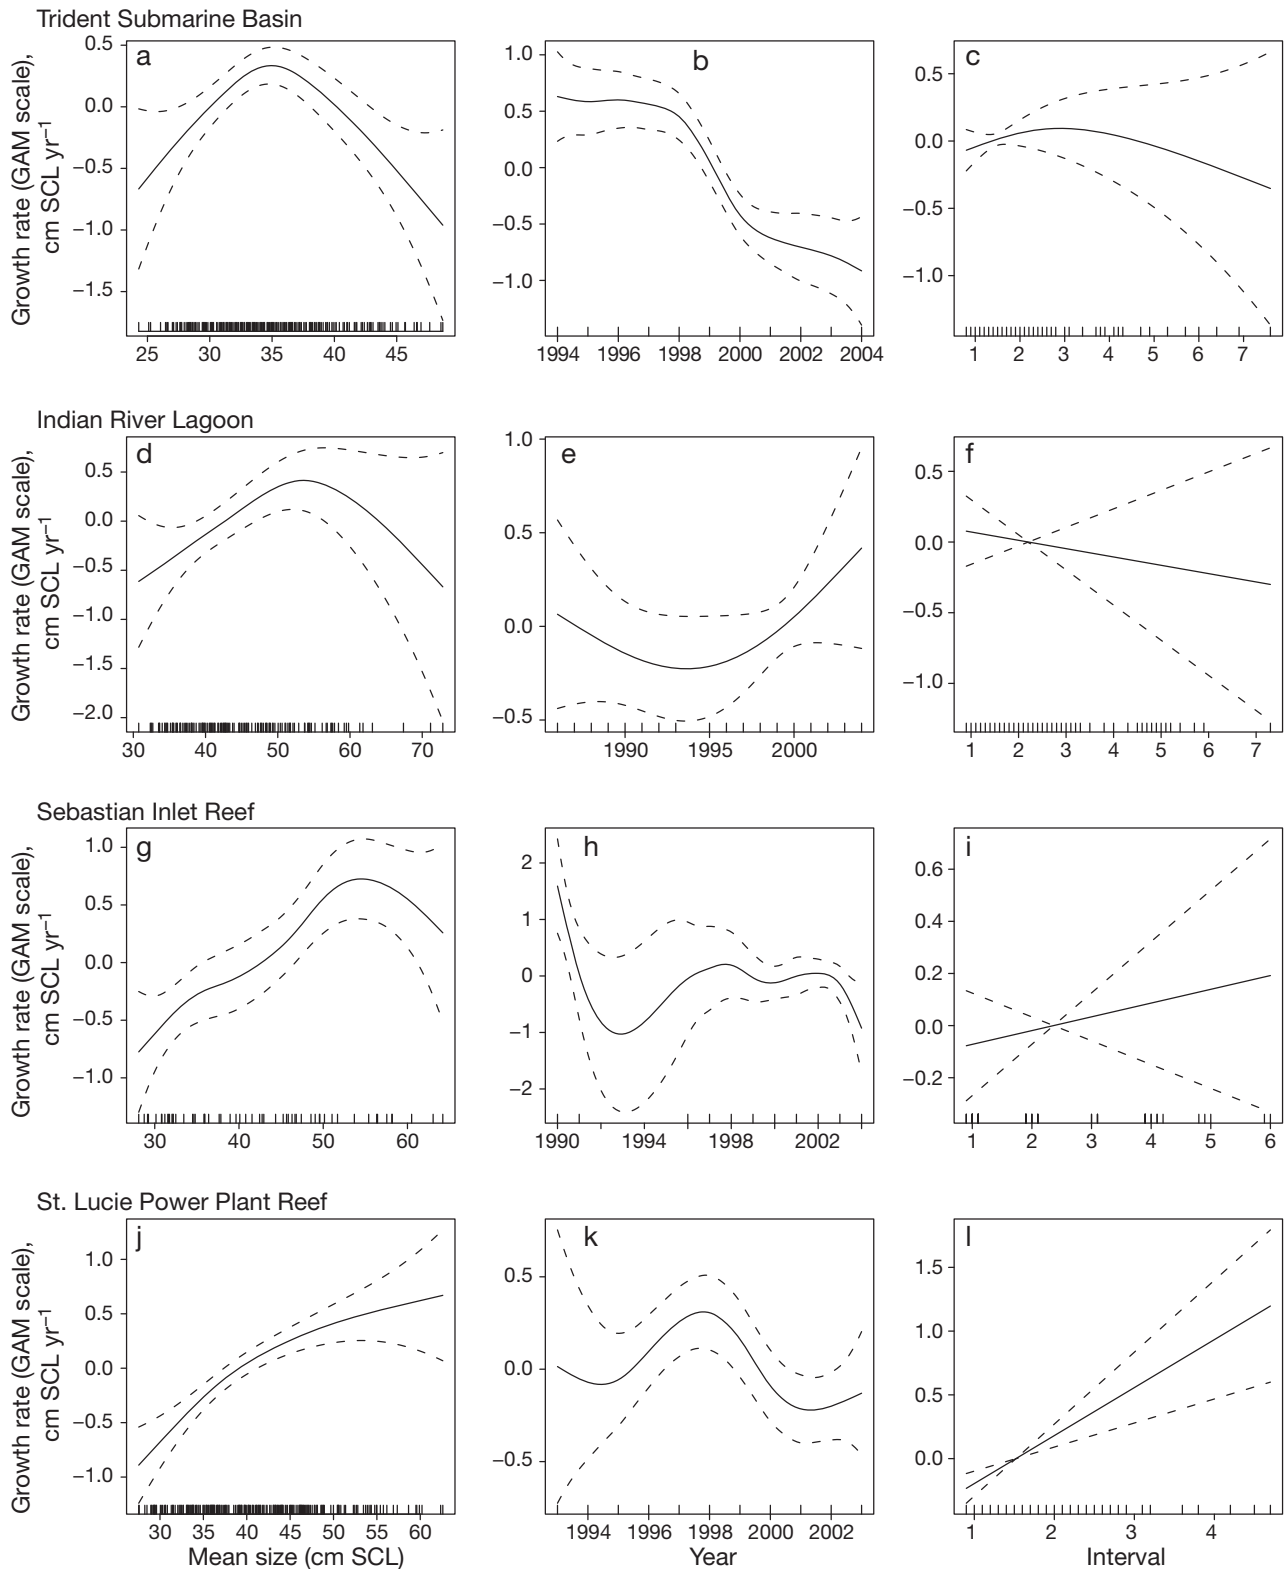 Trident Submarine Basin
Growth rate (GAM scale),
cm SCL yr–1
a
0.5
0.0
–0.5
–1.0
–1.5
25 30 35 40 45
b
1.0
0.5
0.0
–0.5
–1.0
1994 1996 1998 2000 2002 2004
c
0.5
0.0
–0.5
–1.0
1 2 3 4 5 6 7
Indian River Lagoon
Growth rate (GAM scale),
cm SCL yr–1
d
0.5
0.0
–0.5
–1.0
–1.5
–2.0
30 40 50 60 70
e
1.0
0.5
0.0
–0.5
1990 1995 2000
f
0.5
0.0
–0.5
–1.0
1 2 3 4 5 6 7
Sebastian Inlet Reef
Growth rate (GAM scale),
cm SCL yr–1
g
1.0
0.5
0.0
–0.5
–1.0
30 40 50 60
h
2
1
0
–1
–2
1990 1994 1998 2002
i
0.6
0.4
0.2
0.0
–0.2
1 2 3 4 5 6
St. Lucie Power Plant Reef
Growth rate (GAM scale),
cm SCL yr–1
j
1.0
0.5
0.0
–0.5
–1.0
30 35 40 45 50 55 60
Mean size (cm SCL)
k
0.5
0.0
–0.5
1994 1996 1998 2000 2002
Year
l
1.5
1.0
0.5
0.0
1 2 3 4
Interval